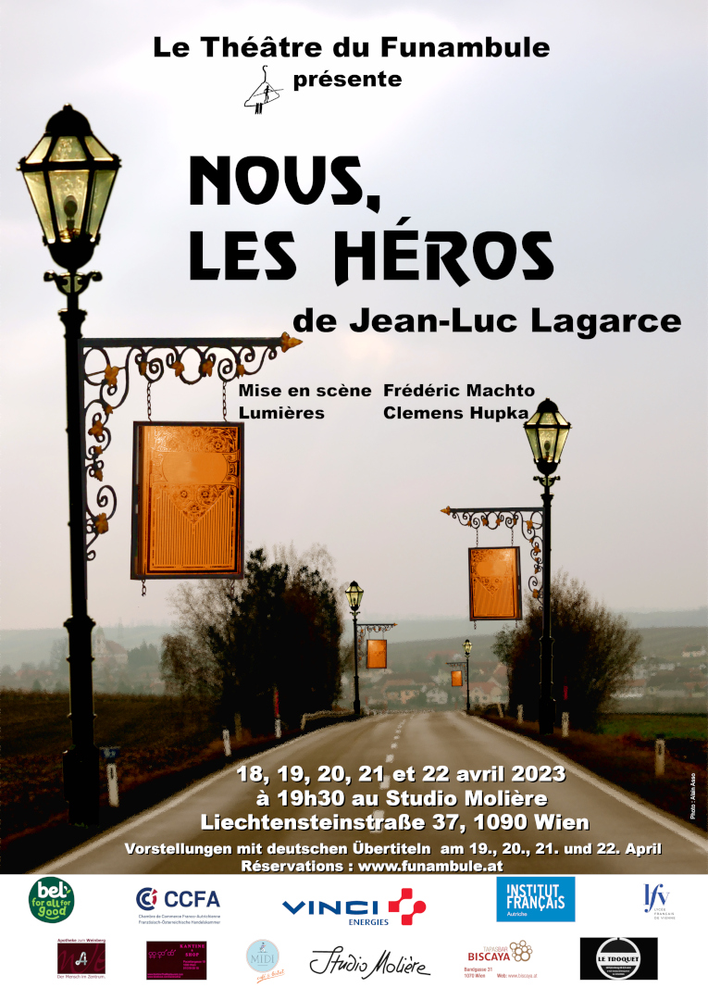 Le Théâtre du Funambule
présente
NOUS,
LES HÉROS
de Jean-Luc Lagarce
Mise en scène Frédéric Machto
Lumières Clemens Hupka
18, 19, 20, 21 et 22 avril 2023
à 19h30 au Studio Molière
Liechtensteinstraße 37, 1090 Wien
Vorstellungen mit deutschen Übertiteln am 19., 20., 21. und 22. April
Réservations : www.funambule.at
Photo : Alain Asso
bel
for all for
good
CCFA
Chambre de Commerce Franco-Autrichienne
Französisch-Österreichische Handelskammer
VINCI
ENERGIES
INSTITUT
FRANÇAIS
Autriche
lfv
LYCÉE
FRANÇAIS
DE VIENNE
Apotheke zum Weinberg
A
Der Mensch im Zentrum.
KANTINE
SHOP
MIDI
café & bistrot
Studio Molière
TAPASBAR
BISCAYA
Bandgasse 31
1070 Wien Web: www.biscaya.at
LE TROQUET